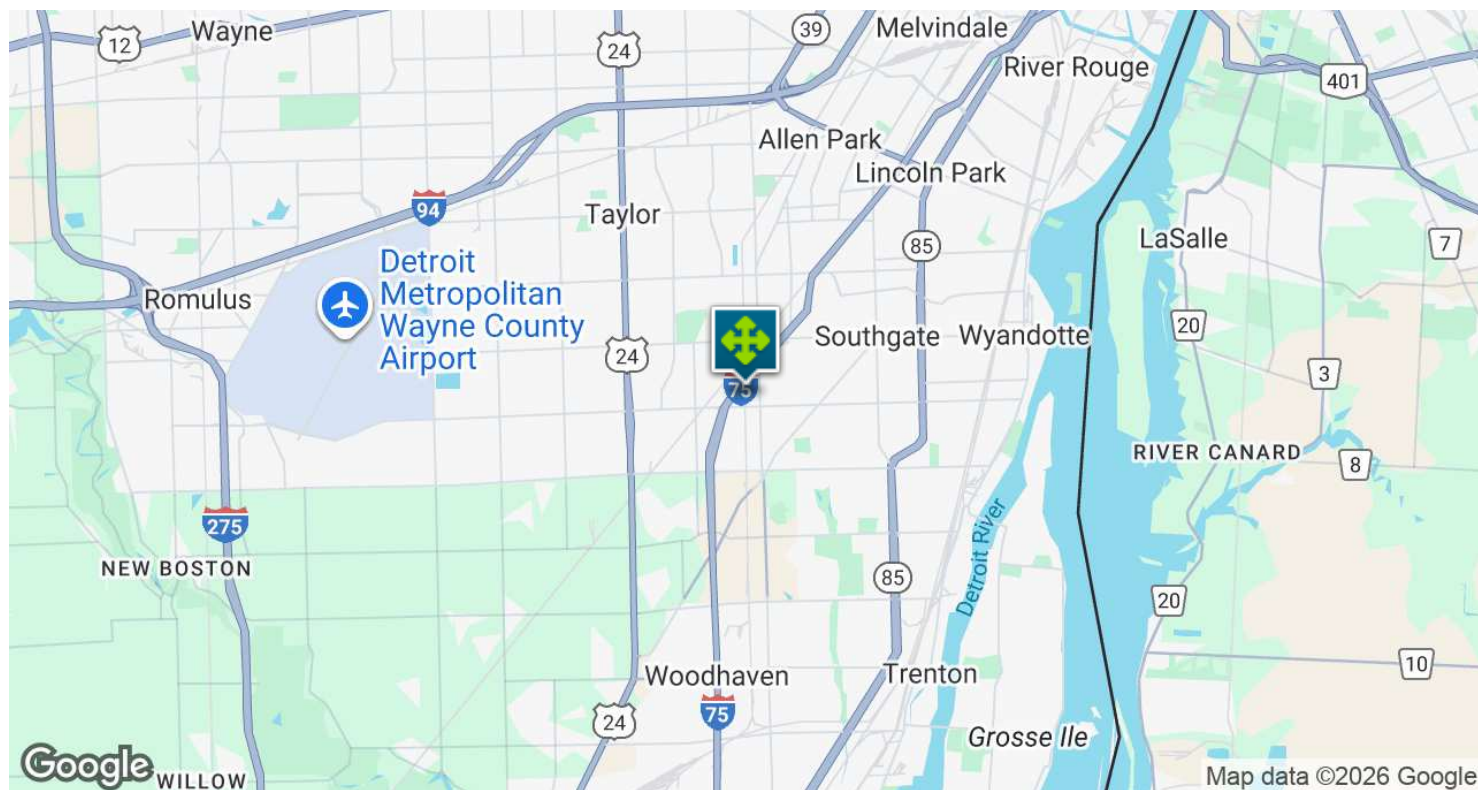 Wayne
12
24
39
Melvindale
River Rouge
401
Allen Park
Lincoln Park
94
Taylor
85
LaSalle
7
Detroit
Metropolitan
Wayne County
Airport
Romulus
20
24
Southgate
Wyandotte
3
75
RIVER CANARD
8
275
NEW BOSTON
Detroit River
85
20
10
Woodhaven
Trenton
24
75
Grosse Ile
Google
WILLOW
Map data ©2026 Google